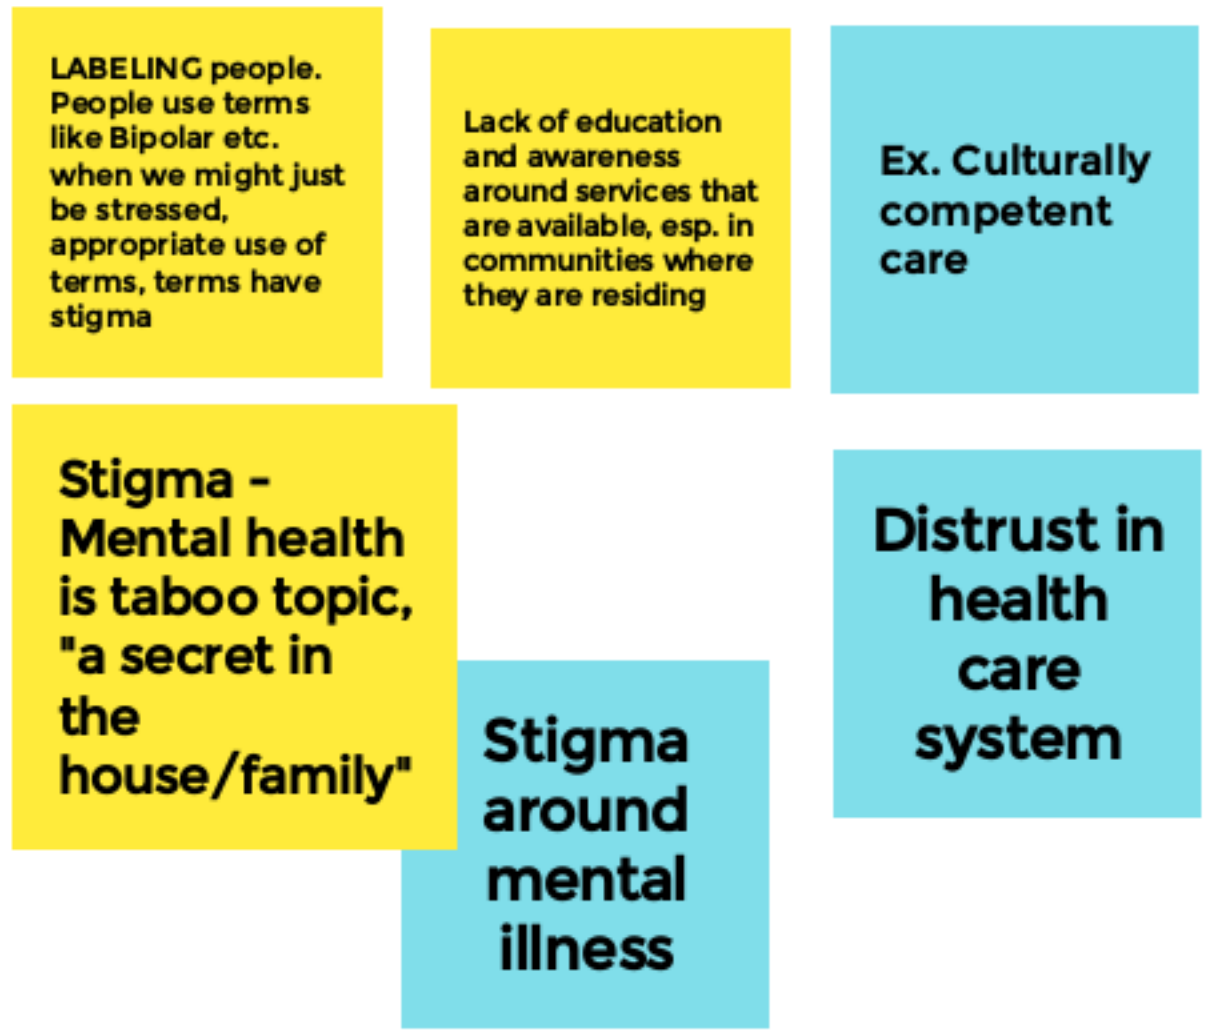 LABELING people.
People use terms
like Bipolar etc.
when we might just
be stressed,
appropriate use of
terms, terms have
stigma
Lack of education
and awareness
around services that
are available, esp. in
communities where
they are residing
Ex. Culturally
competent
care
Stigma -
Mental health
is taboo topic,
"a secret in
the
house/family"
Stigma
around
mental
illness
Distrust in
health
care
system